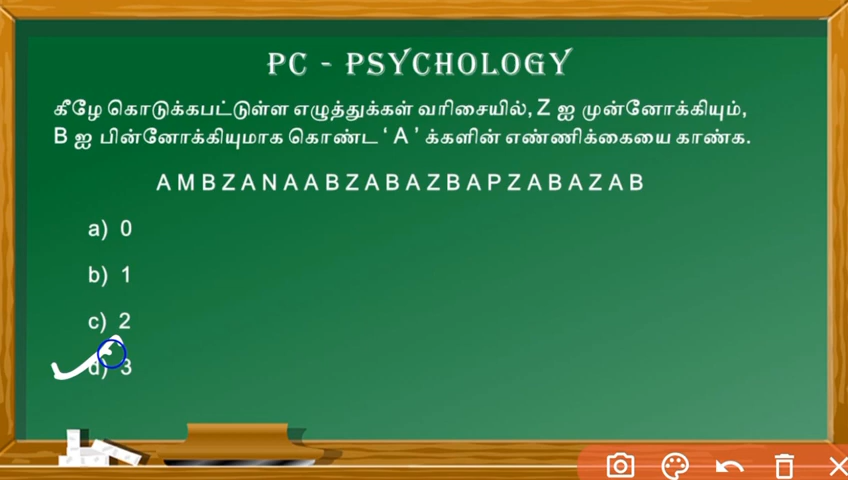 PC - PSYCHOLOGY
கீழே கொடுக்கபட்டுள்ள எழுத்துக்கள் வரிசையில், Z ஐ முன்னோக்கியும்,
B ஐ பின்னோக்கியுமாக கொண்ட ' A ' க்களின் எண்ணிக்கையை காண்க.
A M B Z A N A A B Z A B A Z B A P Z A B A Z A B
a) 0
b) 1
c) 2
d) 3